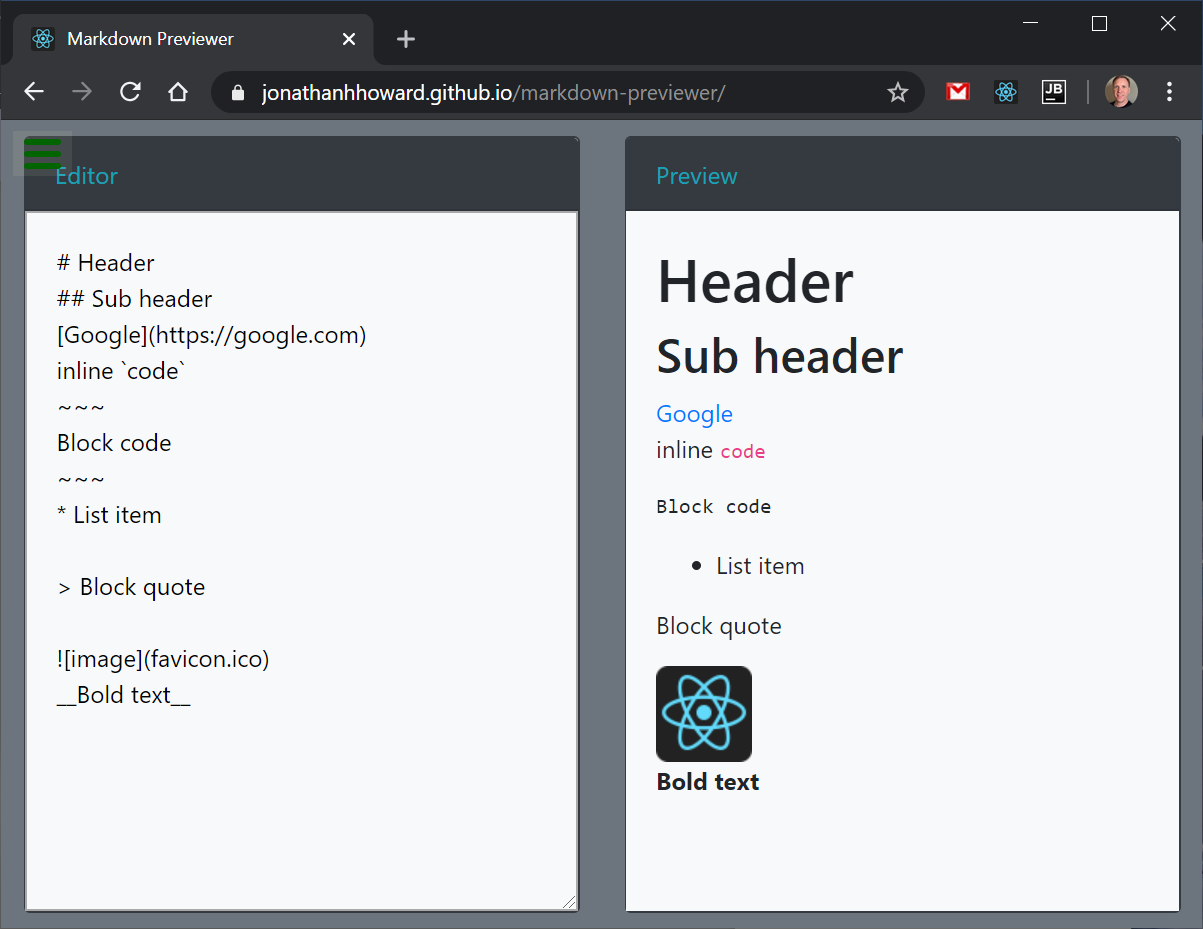 Markdown Previewer
jonathanhhoward.github.io/markdown-previewer/
JB
Editor
# Header
## Sub header
[Google](https://google.com)
inline `code`
~~~
Block code
~~~
* List item
> Block quote
![image](favicon.ico)
__Bold text__
Preview
Header
Sub header
Google
inline code
Block code
• List item
Block quote
Bold text